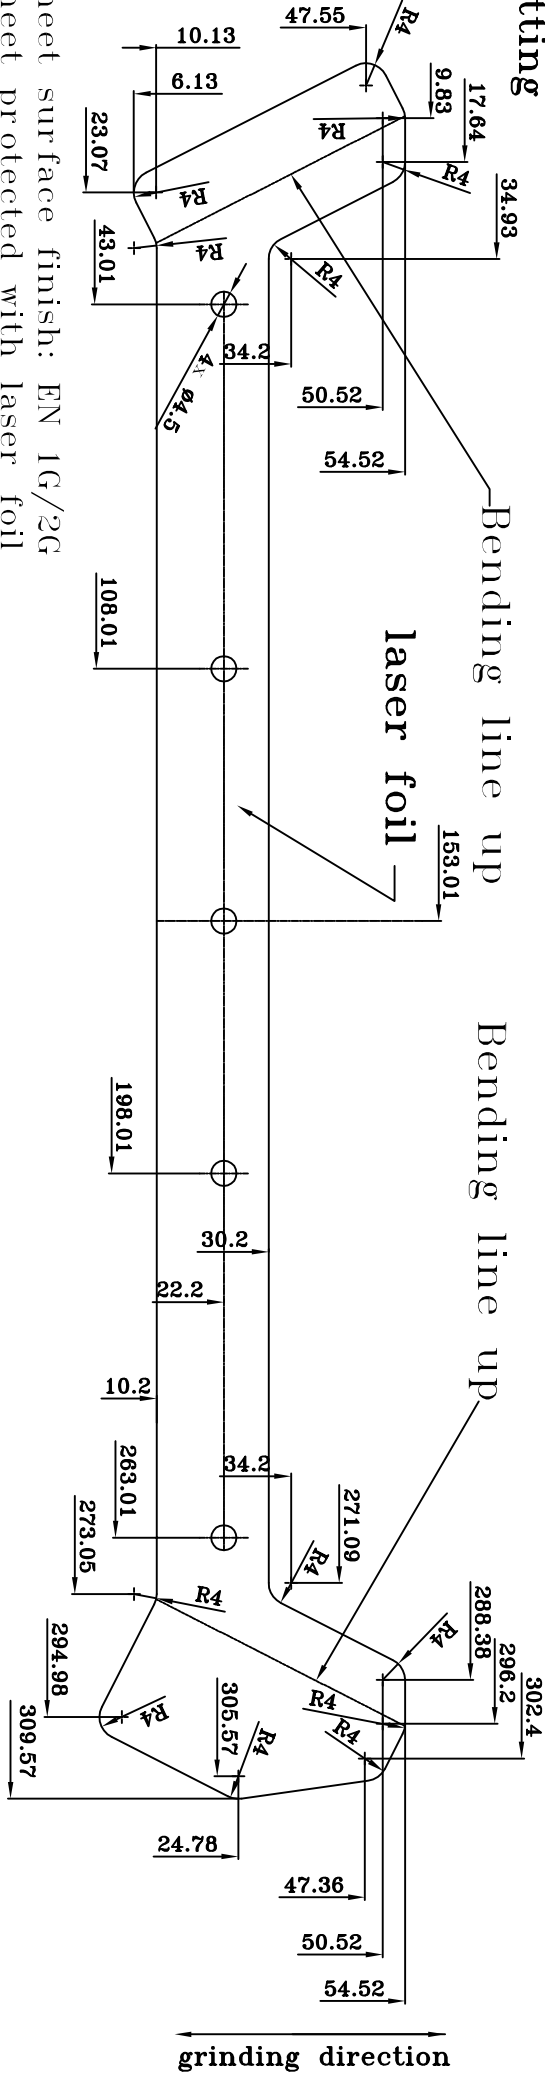 tting
47.55
R4
10.13
6.13
9.83
17.64
R4
R4
23.07
R4
R4
34.93
43.01
R4
34.2
4x ø4.5
50.52
54.52
Bending line up
108.01
laser foil
153.01
Bending line up
198.01
30.2
22.2
10.2
34.2
263.01
271.09
273.05
R4
R4
R4
288.38
296.2
302.4
R4
R4
294.98
R4
305.57
R4
309.57
24.78
47.36
50.52
54.52
grinding direction
neet surface finish: EN 1G/2G
neet protected with laser foil